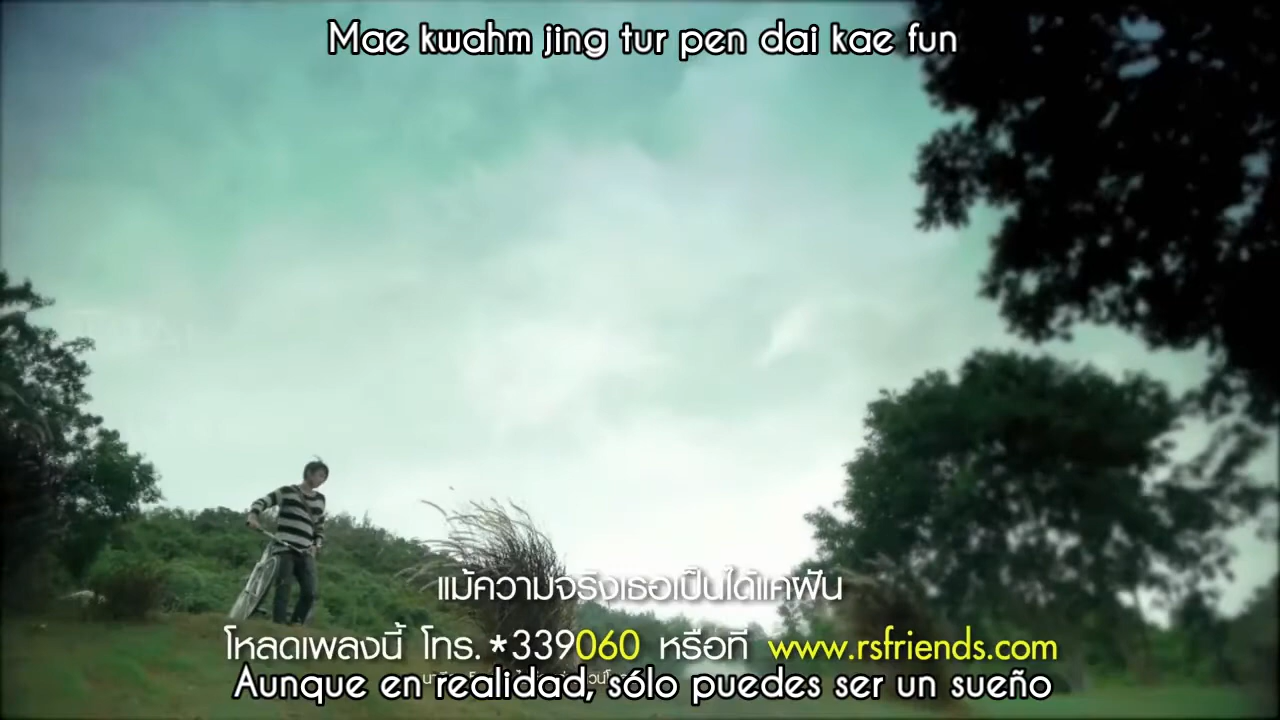 Mae kwahm jing tur pen dai kae fun
แม้ความจริงเธอเป็นได้แค่ฝัน
โหลดเพลงนี้ โทร. *339060 หรือที่ www.rsfriends.com
Aunque en realidad, sólo puedes ser un sueño